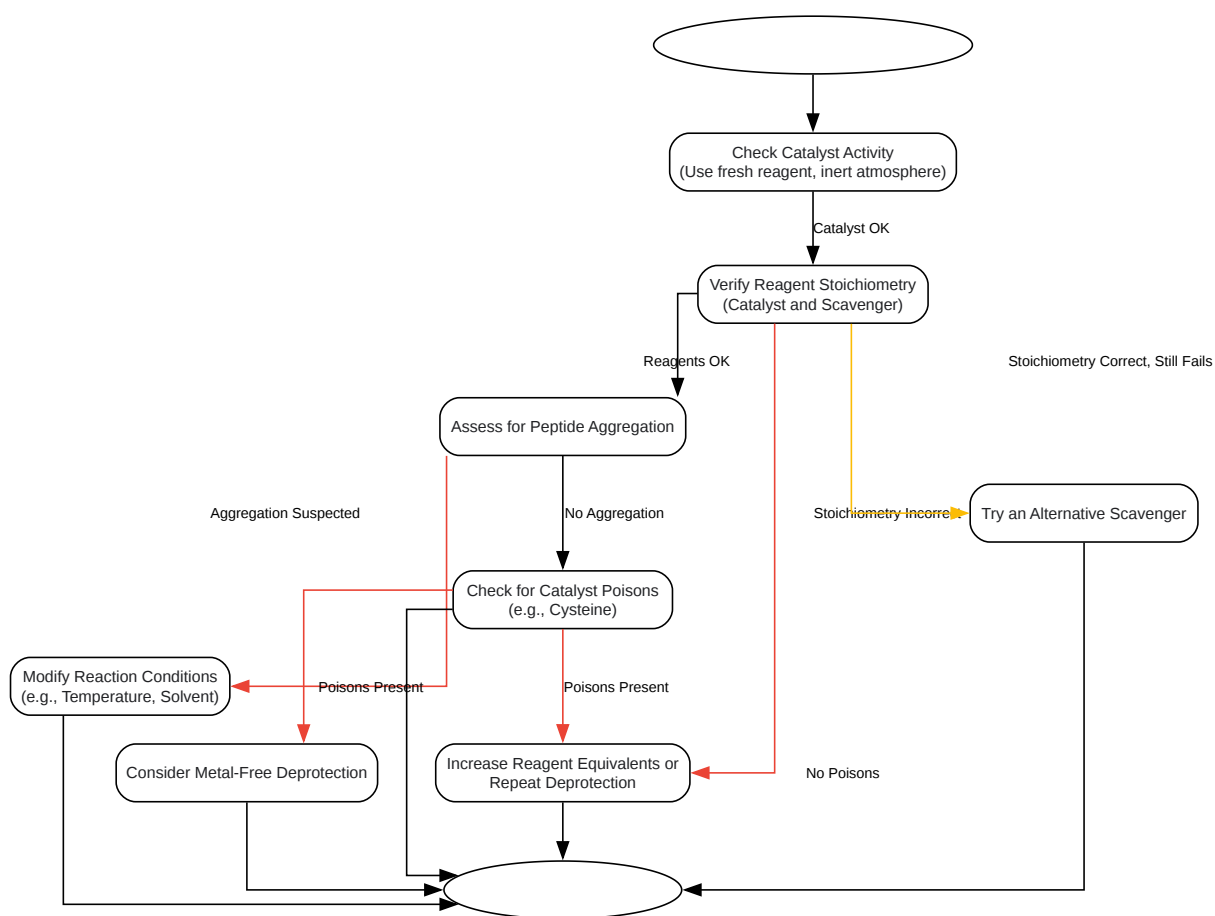 Check Catalyst Activity
(Use fresh reagent, inert atmosphere)
Catalyst OK
Verify Reagent Stoichiometry
(Catalyst and Scavenger)
Reagents OK
Stoichiometry Correct, Still Fails
Assess for Peptide Aggregation
Aggregation Suspected
No Aggregation
Stoichiometry Incorrect
Try an Alternative Scavenger
Check for Catalyst Poisons
(e.g., Cysteine)
Modify Reaction Conditions
(e.g., Temperature, Solvent)
Poisons Present
Poisons Present
Consider Metal-Free Deprotection
Increase Reagent Equivalents or
Repeat Deprotection
No Poisons